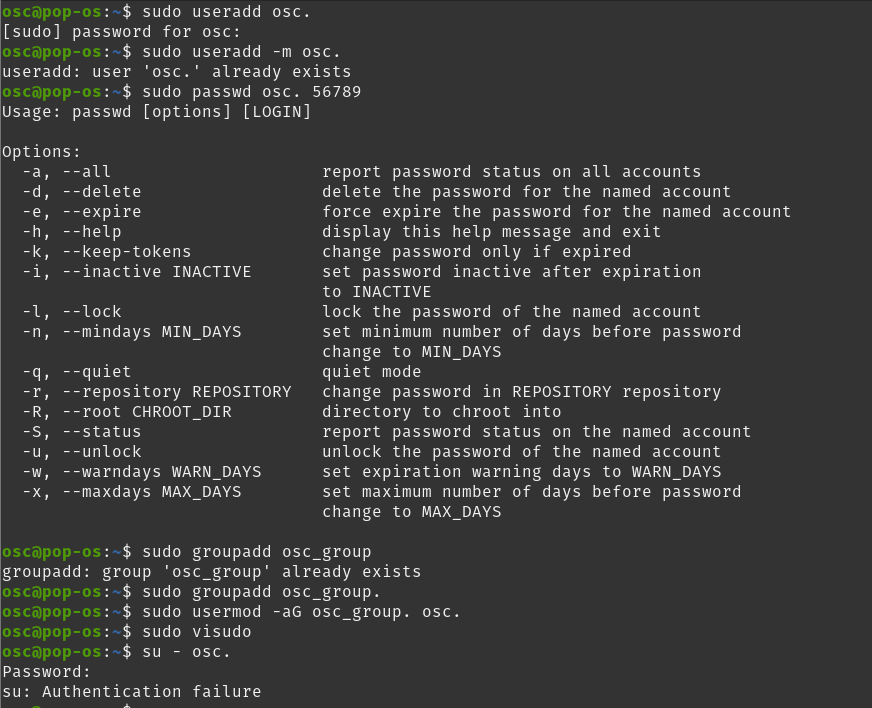 osc@pop-os:~$ sudo useradd osc.
[sudo] password for osc:
osc@pop-os:~$ sudo useradd -m osc.
useradd: user 'osc.' already exists
osc@pop-os:~$ sudo passwd osc. 56789
Usage: passwd [options] [LOGIN]

Options:
  -a, --all                     report password status on all accounts
  -d, --delete                  delete the password for the named account
  -e, --expire                  force expire the password for the named account
  -h, --help                    display this help message and exit
  -k, --keep-tokens             change password only if expired
  -i, --inactive INACTIVE       set password inactive after expiration
                                to INACTIVE
  -l, --lock                    lock the password of the named account
  -n, --mindays MIN_DAYS        set minimum number of days before password
                                change to MIN_DAYS
  -q, --quiet                   quiet mode
  -r, --repository REPOSITORY   change password in REPOSITORY repository
  -R, --root CHROOT_DIR         directory to chroot into
  -S, --status                  report password status on the named account
  -u, --unlock                  unlock the password of the named account
  -w, --warndays WARN_DAYS      set expiration warning days to WARN_DAYS
  -x, --maxdays MAX_DAYS        set maximum number of days before password
                                change to MAX_DAYS

osc@pop-os:~$ sudo groupadd osc_group
groupadd: group 'osc_group' already exists
osc@pop-os:~$ sudo groupadd osc_group.
osc@pop-os:~$ sudo usermod -aG osc_group. osc.
osc@pop-os:~$ sudo visudo
osc@pop-os:~$ su - osc.
Password:
su: Authentication failure